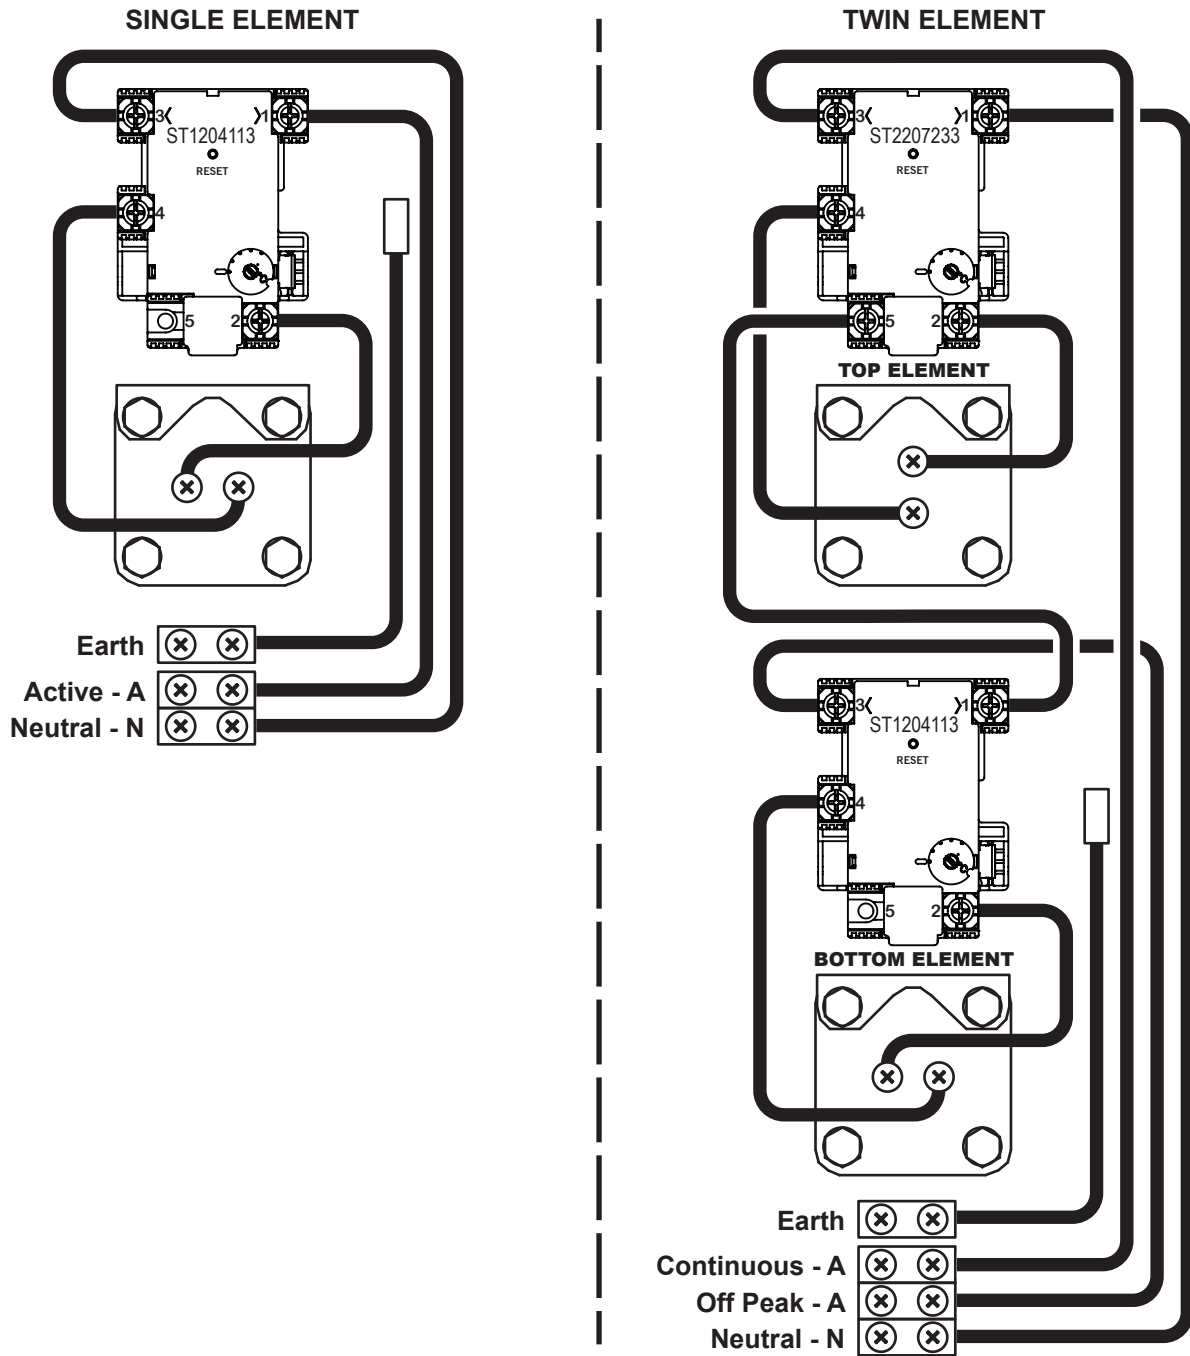 SINGLE ELEMENT
3 1
ST1204113
RESET
4
5 2
Earth
Active - A
Neutral - N
TWIN ELEMENT
3 1
ST2207233
RESET
4
5 2
TOP ELEMENT
3 1
ST1204113
RESET
4
5 2
BOTTOM ELEMENT
Earth
Continuous - A
Off Peak - A
Neutral - N